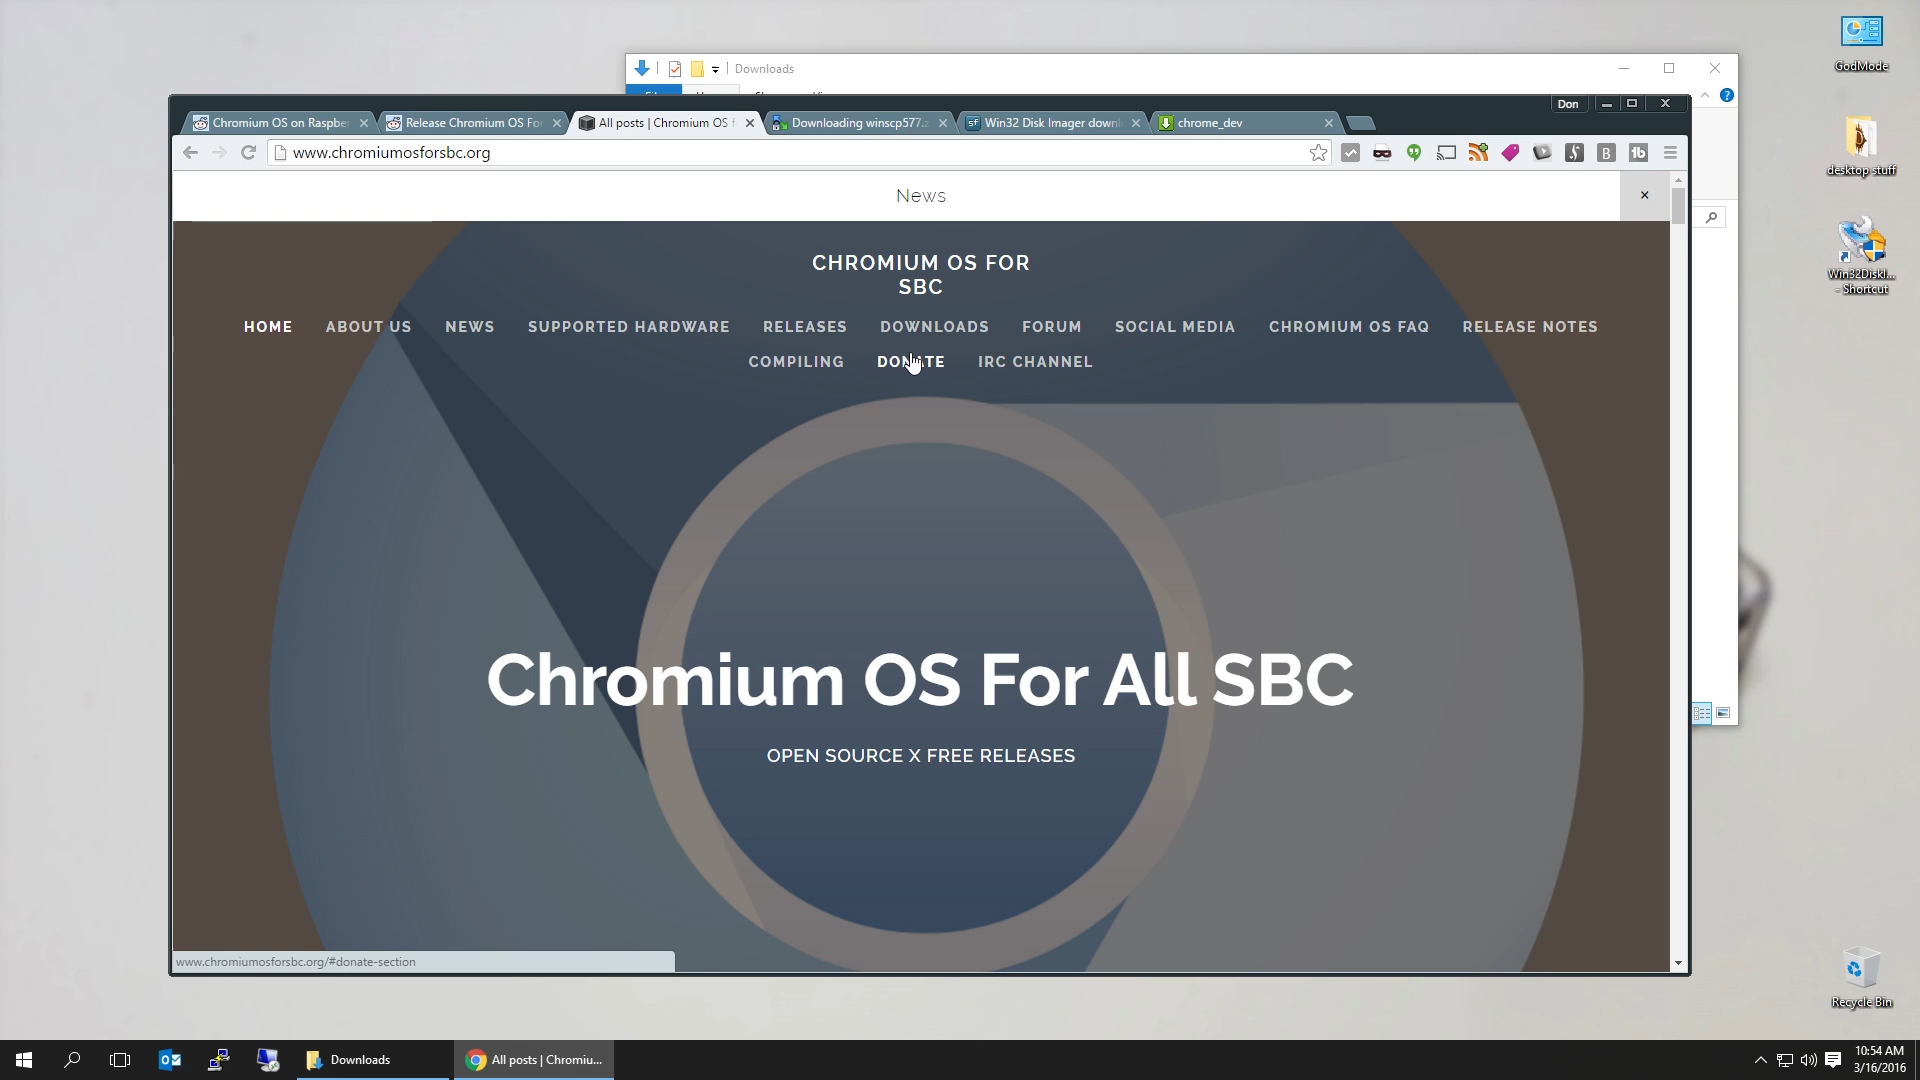 Downloads
Don
Chromium OS on Raspber
Release Chromium OS For
All posts | Chromium OS f
Downloading winscp577.z
Win32 Disk Imager downl
chrome_dev
www.chromiumosforsbc.org
News
CHROMIUM OS FOR
SBC
HOME ABOUT US NEWS SUPPORTED HARDWARE RELEASES DOWNLOADS FORUM SOCIAL MEDIA CHROMIUM OS FAQ RELEASE NOTES
COMPILING DONATE IRC CHANNEL
Chromium OS For All SBC
OPEN SOURCE X FREE RELEASES
www.chromiumosforsbc.org/#donate-section
GodMode
desktop stuff
Win32DiskI...
- Shortcut
Recycle Bin
Downloads
All posts | Chromiu...
10:54 AM
3/16/2016